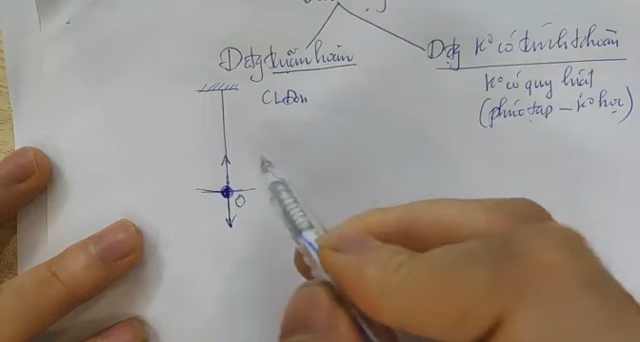 Dđg tuần hoàn
CLĐơn
O
Dđg K° có tính t.hoàn
K° có quy luật
(phức tạp – K° học)